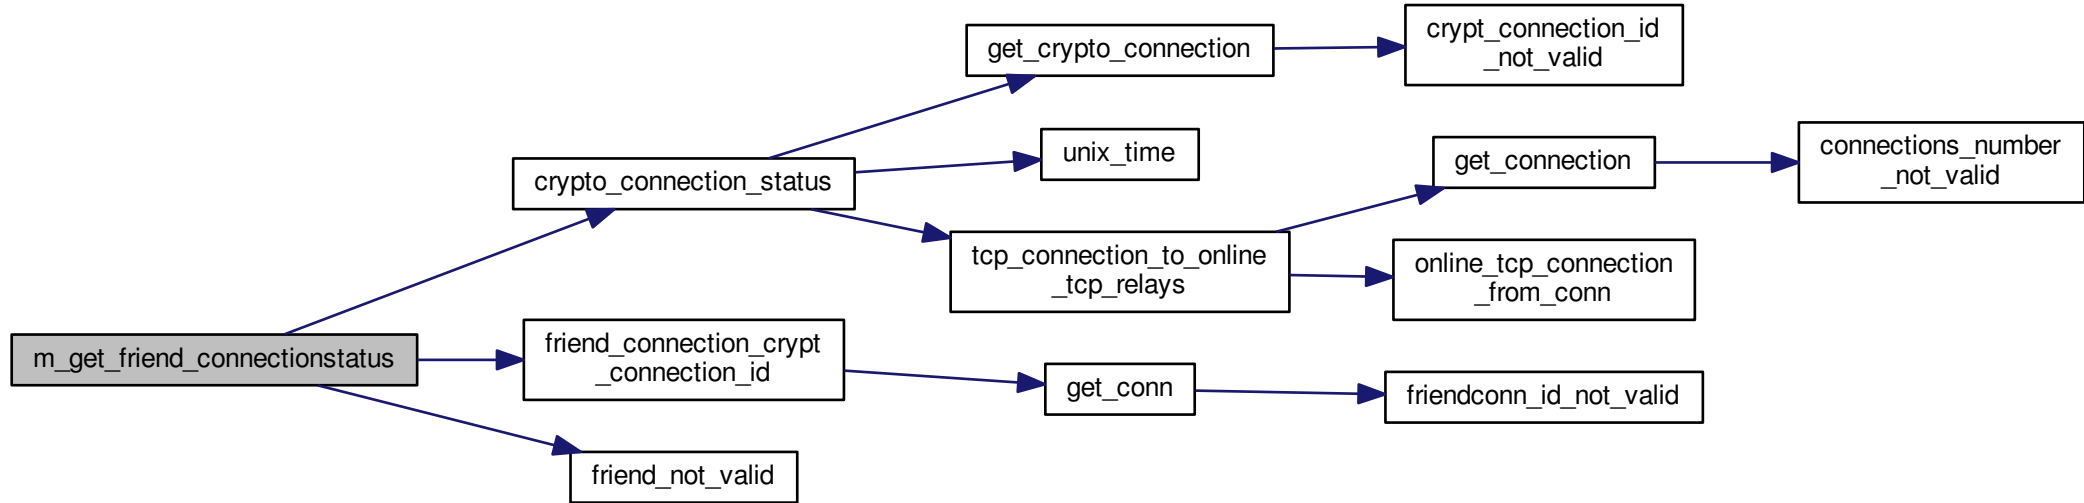 crypt_connection_id
_not_valid
get_crypto_connection
unix_time
connections_number
_not_valid
get_connection
crypto_connection_status
tcp_connection_to_online
_tcp_relays
online_tcp_connection
_from_conn
m_get_friend_connectionstatus
friend_connection_crypt
_connection_id
get_conn
friendconn_id_not_valid
friend_not_valid